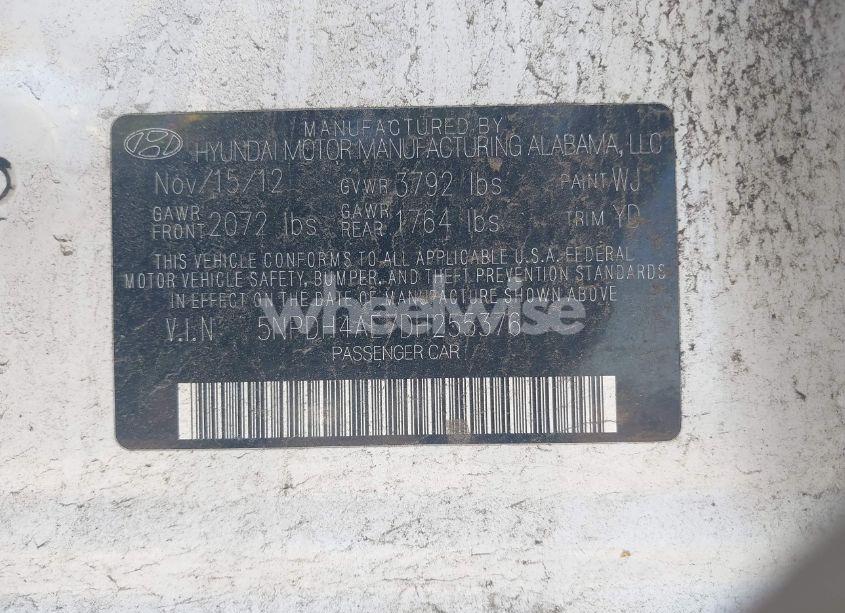 MANUFACTURED BY
HYUNDAI MOTOR MANUFACTURING ALABAMA, LLC
Nov/15/12 GVWR 3792 lbs PAINT WJ
GAWR FRONT 2072 lbs GAWR REAR 1764 lbs TRIM YD
THIS VEHICLE CONFORMS TO ALL APPLICABLE U.S.A. FEDERAL
MOTOR VEHICLE SAFETY, BUMPER, AND THEFT PREVENTION STANDARDS
IN EFFECT ON THE DATE OF MANUFACTURE SHOWN ABOVE
wheelwise
V.I.N
PASSENGER CAR